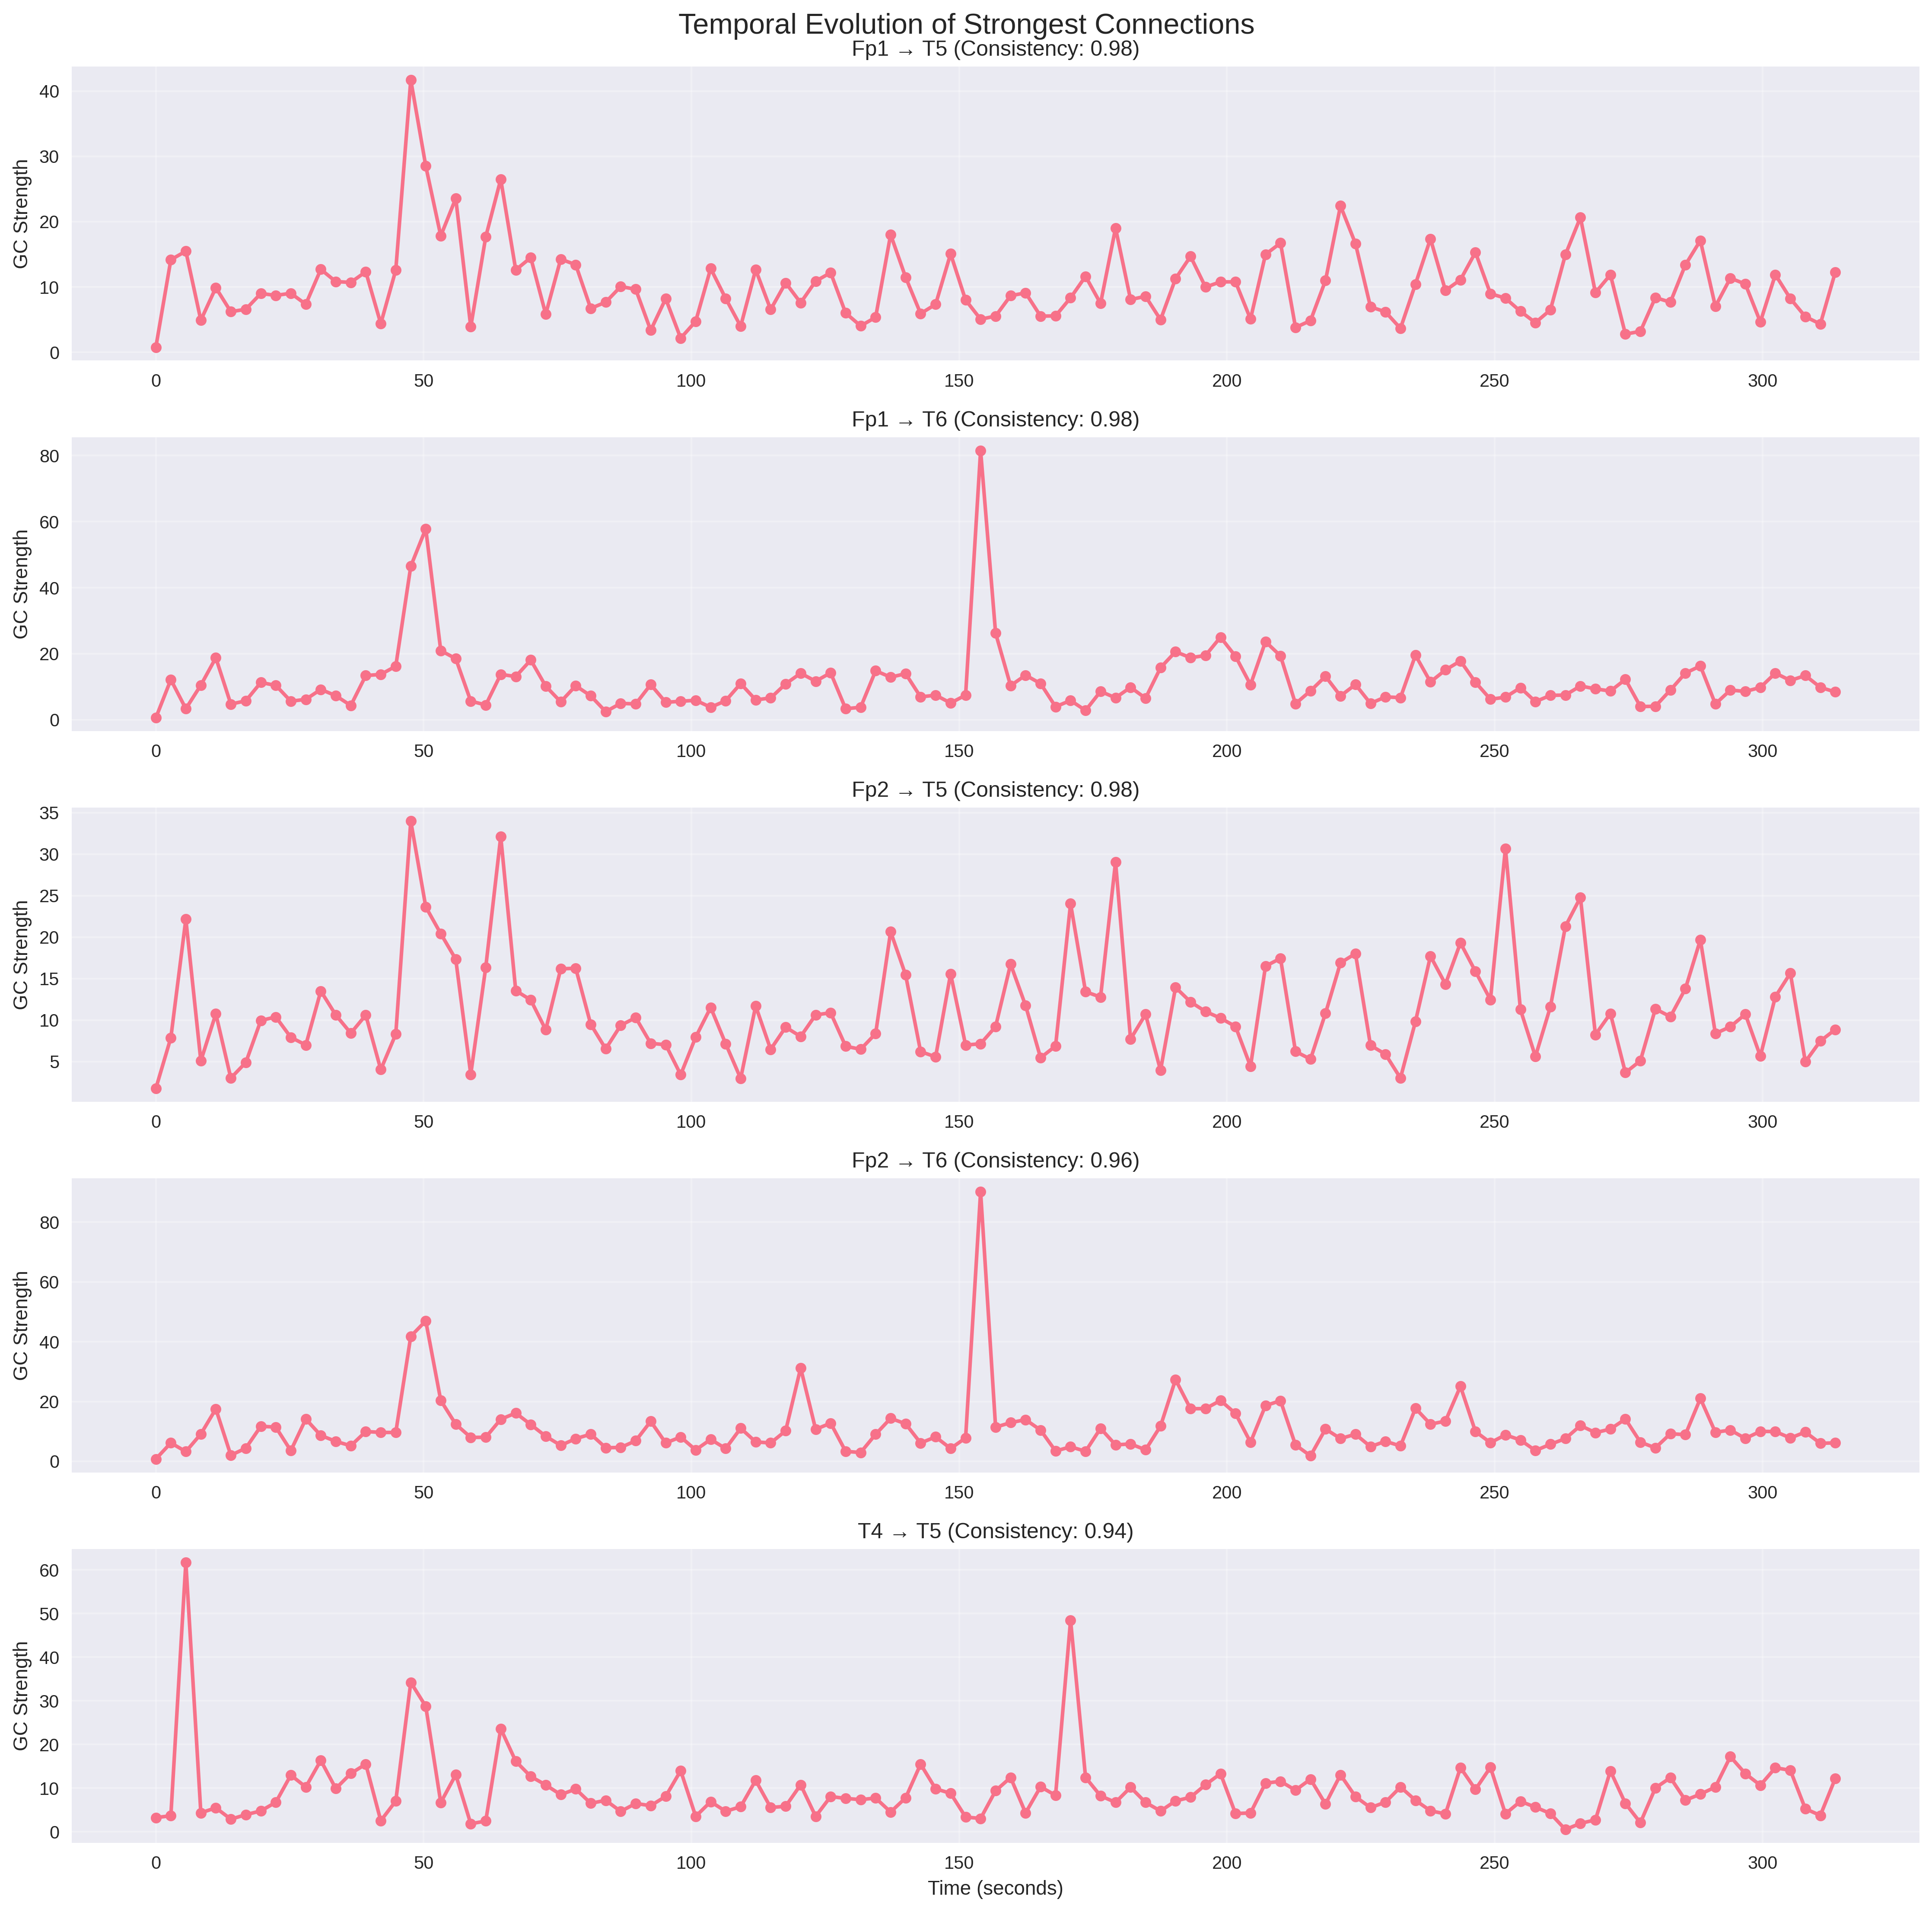 Temporal Evolution of Strongest Connections
Fp1 → T5 (Consistency: 0.98)
GC Strength
40
30
20
10
0
0 50 100 150 200 250 300
Fp1 → T6 (Consistency: 0.98)
GC Strength
80
60
40
20
0
0 50 100 150 200 250 300
Fp2 → T5 (Consistency: 0.98)
GC Strength
35
30
25
20
15
10
5
0 50 100 150 200 250 300
Fp2 → T6 (Consistency: 0.96)
GC Strength
80
60
40
20
0
0 50 100 150 200 250 300
T4 → T5 (Consistency: 0.94)
GC Strength
60
50
40
30
20
10
0
0 50 100 150 200 250 300
Time (seconds)